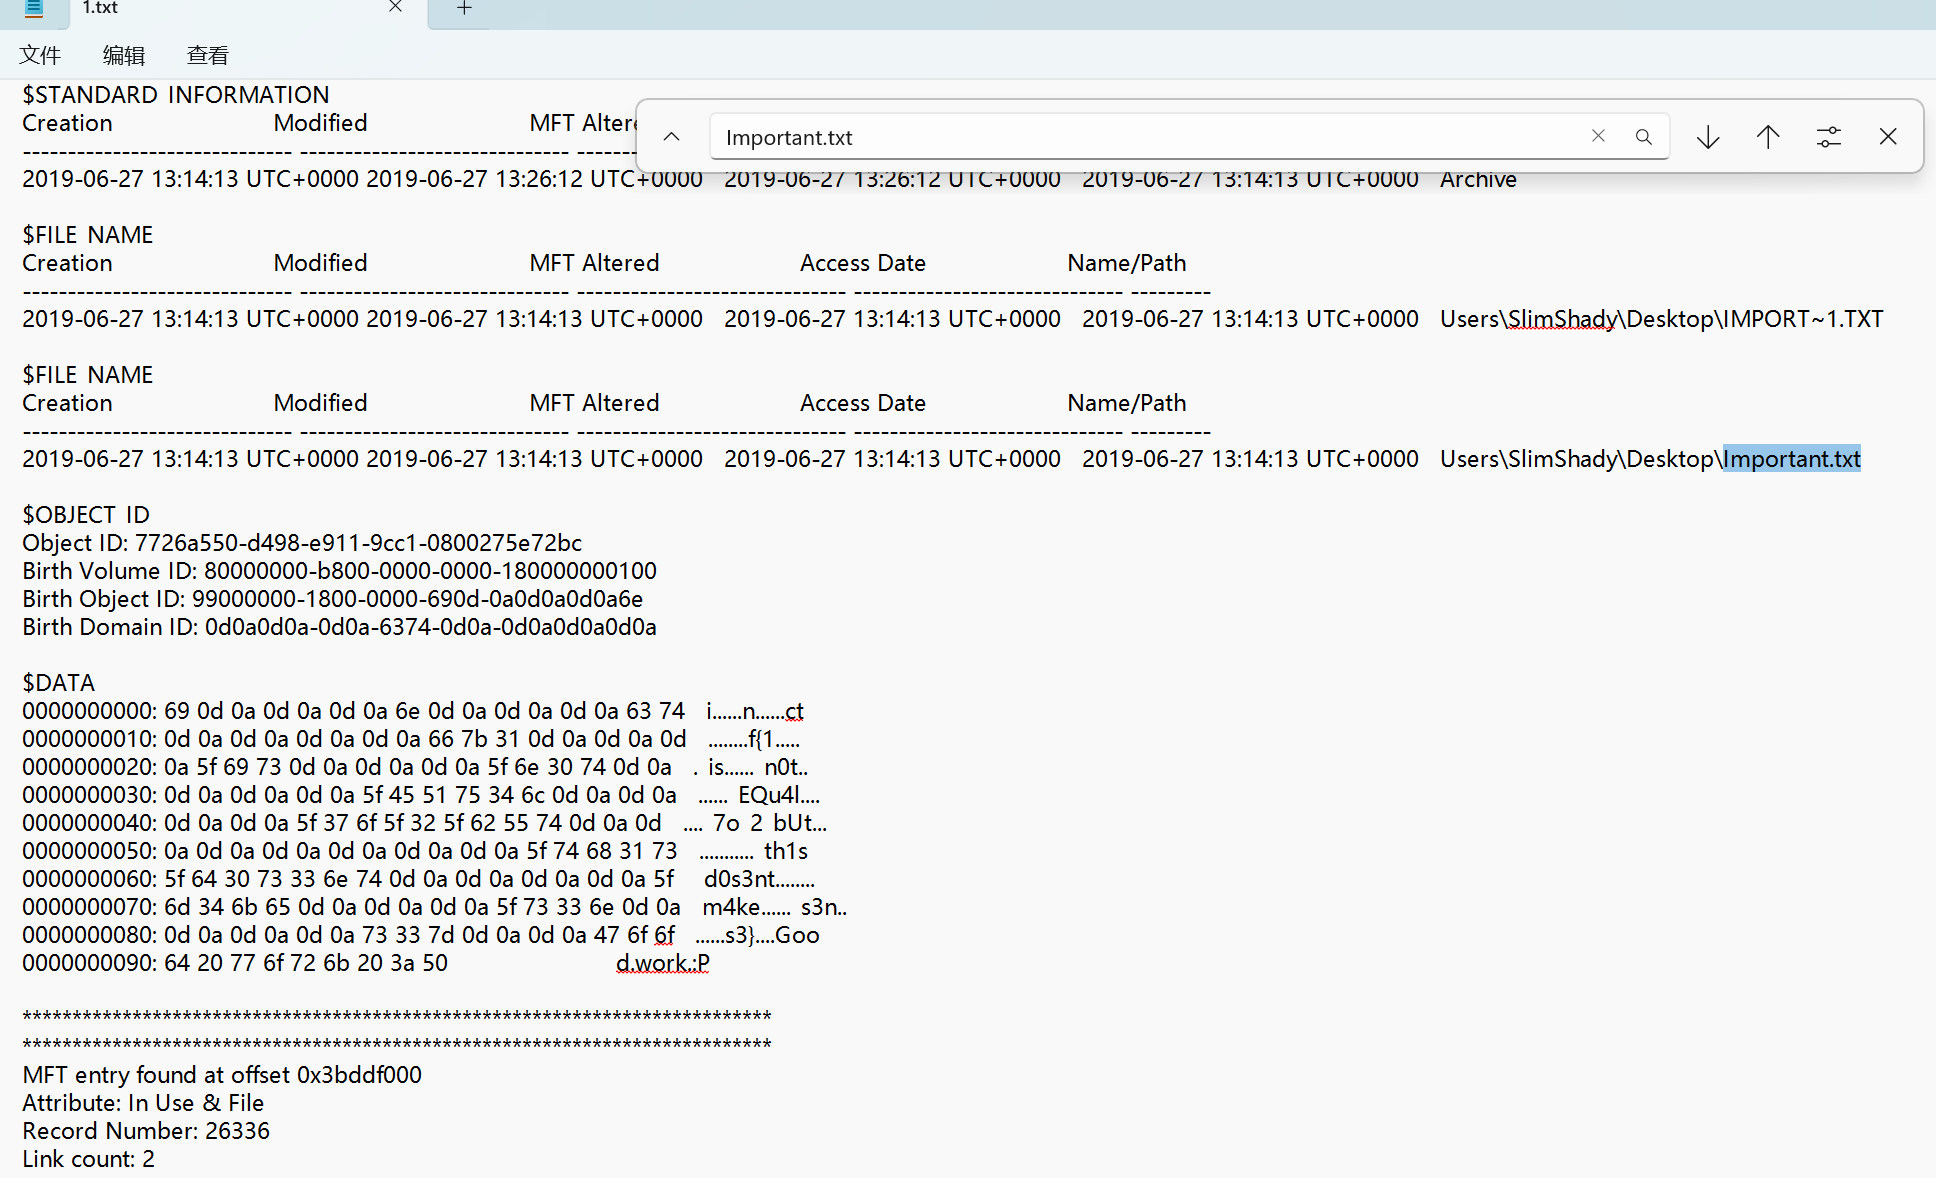 1.txt
文件 编辑 查看
$STANDARD_INFORMATION
Creation Modified MFT Altere
Important.txt
------------------------------ ------------------------------ -------
2019-06-27 13:14:13 UTC+0000 2019-06-27 13:26:12 UTC+0000 2019-06-27 13:26:12 UTC+0000 2019-06-27 13:14:13 UTC+0000 Archive
$FILE_NAME
Creation Modified MFT Altered Access Date Name/Path
------------------------------ ------------------------------ ------------------------------ ------------------------------ ---------
2019-06-27 13:14:13 UTC+0000 2019-06-27 13:14:13 UTC+0000 2019-06-27 13:14:13 UTC+0000 2019-06-27 13:14:13 UTC+0000 Users\SlimShady\Desktop\IMPORT~1.TXT
$FILE_NAME
Creation Modified MFT Altered Access Date Name/Path
------------------------------ ------------------------------ ------------------------------ ------------------------------ ---------
2019-06-27 13:14:13 UTC+0000 2019-06-27 13:14:13 UTC+0000 2019-06-27 13:14:13 UTC+0000 2019-06-27 13:14:13 UTC+0000 Users\SlimShady\Desktop\Important.txt
$OBJECT_ID
Object ID: 7726a550-d498-e911-9cc1-0800275e72bc
Birth Volume ID: 80000000-b800-0000-0000-180000000100
Birth Object ID: 99000000-1800-0000-690d-0a0d0a0d0a6e
Birth Domain ID: 0d0a0d0a-0d0a-6374-0d0a-0d0a0d0a0d0a
$DATA
0000000000: 69 0d 0a 0d 0a 0d 0a 6e 0d 0a 0d 0a 0d 0a 63 74 i......n......ct
0000000010: 0d 0a 0d 0a 0d 0a 0d 0a 66 7b 31 0d 0a 0d 0a 0d ........f{1.....
0000000020: 0a 5f 69 73 0d 0a 0d 0a 0d 0a 5f 6e 30 74 0d 0a ._is......_n0t..
0000000030: 0d 0a 0d 0a 0d 0a 5f 45 51 75 34 6c 0d 0a 0d 0a ......_EQu4l....
0000000040: 0d 0a 0d 0a 5f 37 6f 5f 32 5f 62 55 74 0d 0a 0d ...._7o_2_bUt...
0000000050: 0a 0d 0a 0d 0a 0d 0a 0d 0a 0d 0a 5f 74 68 31 73 ..........._th1s
0000000060: 5f 64 30 73 33 6e 74 0d 0a 0d 0a 0d 0a 0d 0a 5f _d0s3nt........_
0000000070: 6d 34 6b 65 0d 0a 0d 0a 0d 0a 5f 73 33 6e 0d 0a m4ke......_s3n..
0000000080: 0d 0a 0d 0a 0d 0a 73 33 7d 0d 0a 0d 0a 47 6f 6f ......s3}....Goo
0000000090: 64 20 77 6f 72 6b 20 3a 50 d.work.:P
***************************************************************************
***************************************************************************
MFT entry found at offset 0x3bddf000
Attribute: In Use & File
Record Number: 26336
Link count: 2